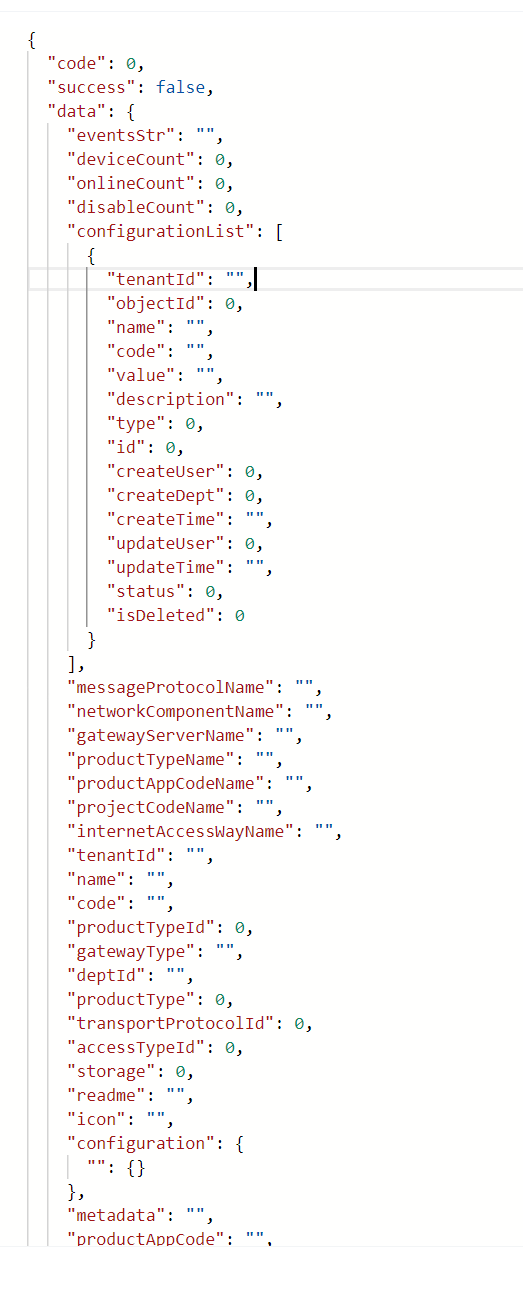 {
"code": 0,
"success": false,
"data": {
"eventsStr": "",
"deviceCount": 0,
"onlineCount": 0,
"disableCount": 0,
"configurationList": [
{
"tenantId": "",
"objectId": 0,
"name": "",
"code": "",
"value": "",
"description": "",
"type": 0,
"id": 0,
"createUser": 0,
"createDept": 0,
"createTime": "",
"updateUser": 0,
"updateTime": "",
"status": 0,
"isDeleted": 0
}
],
"messageProtocolName": "",
"networkComponentName": "",
"gatewayServerName": "",
"productTypeName": "",
"productAppCodeName": "",
"projectCodeName": "",
"internetAccessWayName": "",
"tenantId": "",
"name": "",
"code": "",
"productTypeId": 0,
"gatewayType": "",
"deptId": "",
"productType": 0,
"transportProtocolId": 0,
"accessTypeId": 0,
"storage": 0,
"readme": "",
"icon": "",
"configuration": {
"": {}
},
"metadata": "",
"productAppCode": "",